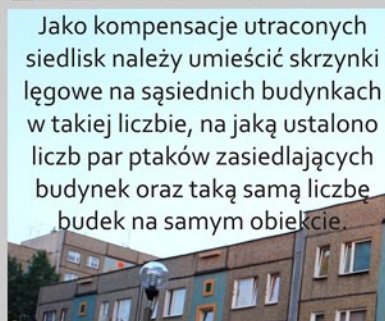 Jako kompensacje utraconych
siedlisk należy umieścić skrzynki
lęgowe na sąsiednich budynkach
w takiej liczbie, na jaką ustalono
liczb par ptaków zasiedlających
budynek oraz taką samą liczbę
budek na samym obiekcie.